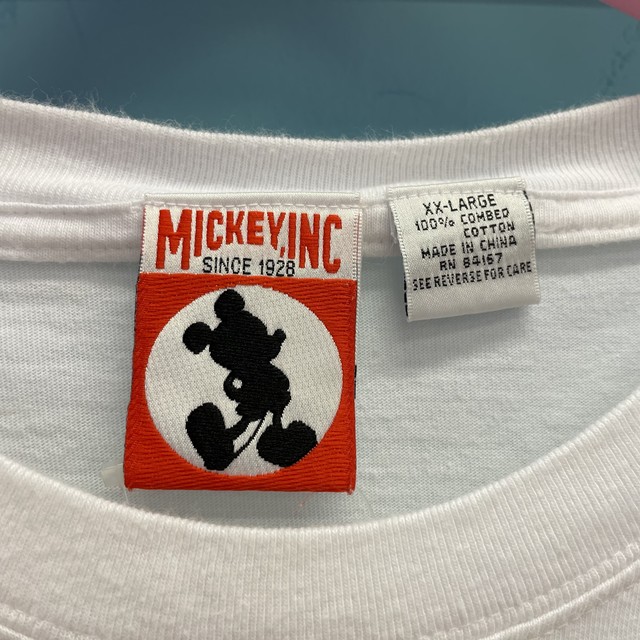 MICKEY, INC
SINCE 1928
XX-LARGE
100% COMBED
COTTON
MADE IN CHINA
RN 84167
SEE REVERSE FOR CARE